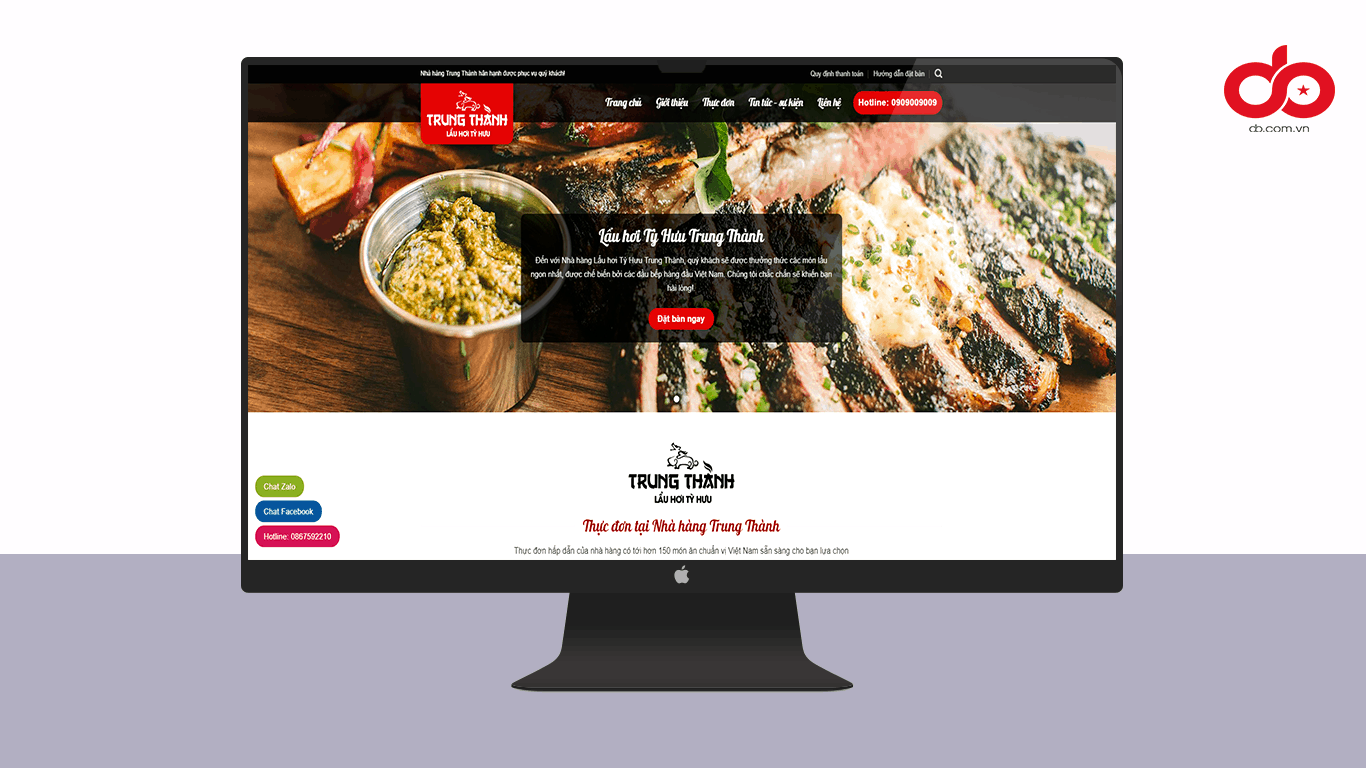 Nhà hàng Trung Thành hân hạnh được phục vụ quý khách!
Quy định thanh toán
Hướng dẫn đặt bàn
TRUNG THÀNH
LẨU HƠI TỲ HƯU
Trang chủ
Giới thiệu
Thực đơn
Tin tức - sự kiện
Liên hệ
Hotline: 0909009009
db.com.vn
Lẩu hơi Tỳ Hưu Trung Thành
Đến với Nhà hàng Lẩu hơi Tỳ Hưu Trung Thành, quý khách sẽ được thưởng thức các món lẩu
ngon nhất, được chế biến bởi các đầu bếp hàng đầu Việt Nam. Chúng tôi chắc chắn sẽ khiến bạn
hài lòng!
Đặt bàn ngay
TRUNG THÀNH
LẨU HƠI TỲ HƯU
Thực đơn tại Nhà hàng Trung Thành
Thực đơn hấp dẫn của nhà hàng có tới hơn 150 món ăn chuẩn vị Việt Nam sẵn sàng cho bạn lựa chọn
Chat Zalo
Chat Facebook
Hotline: 0867592210